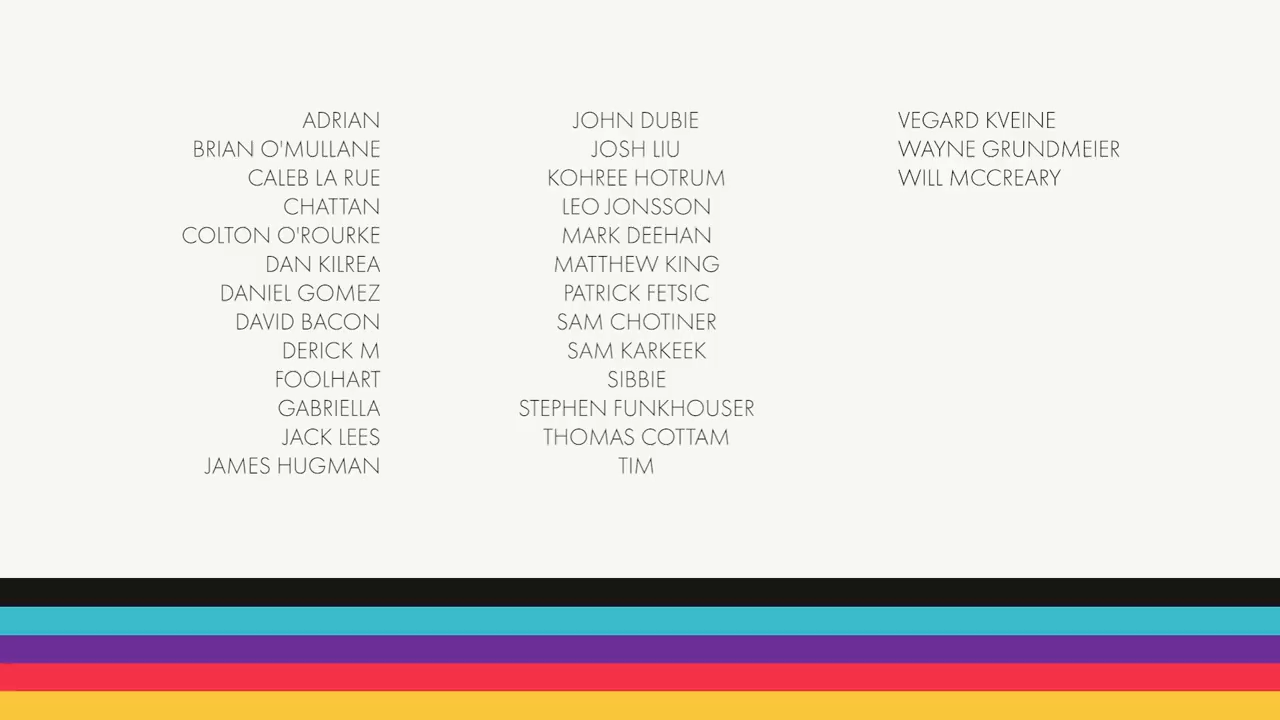 ADRIAN
BRIAN O'MULLANE
CALEB LA RUE
CHATTAN
COLTON O'ROURKE
DAN KILREA
DANIEL GOMEZ
DAVID BACON
DERICK M
FOOLHART
GABRIELLA
JACK LEES
JAMES HUGMAN
JOHN DUBIE
JOSH LIU
KOHREE HOTRUM
LEO JONSSON
MARK DEEHAN
MATTHEW KING
PATRICK FETSIC
SAM CHOTINER
SAM KARKEEK
SIBBIE
STEPHEN FUNKHOUSER
THOMAS COTTAM
TIM
VEGARD KVEINE
WAYNE GRUNDMEIER
WILL MCCREARY